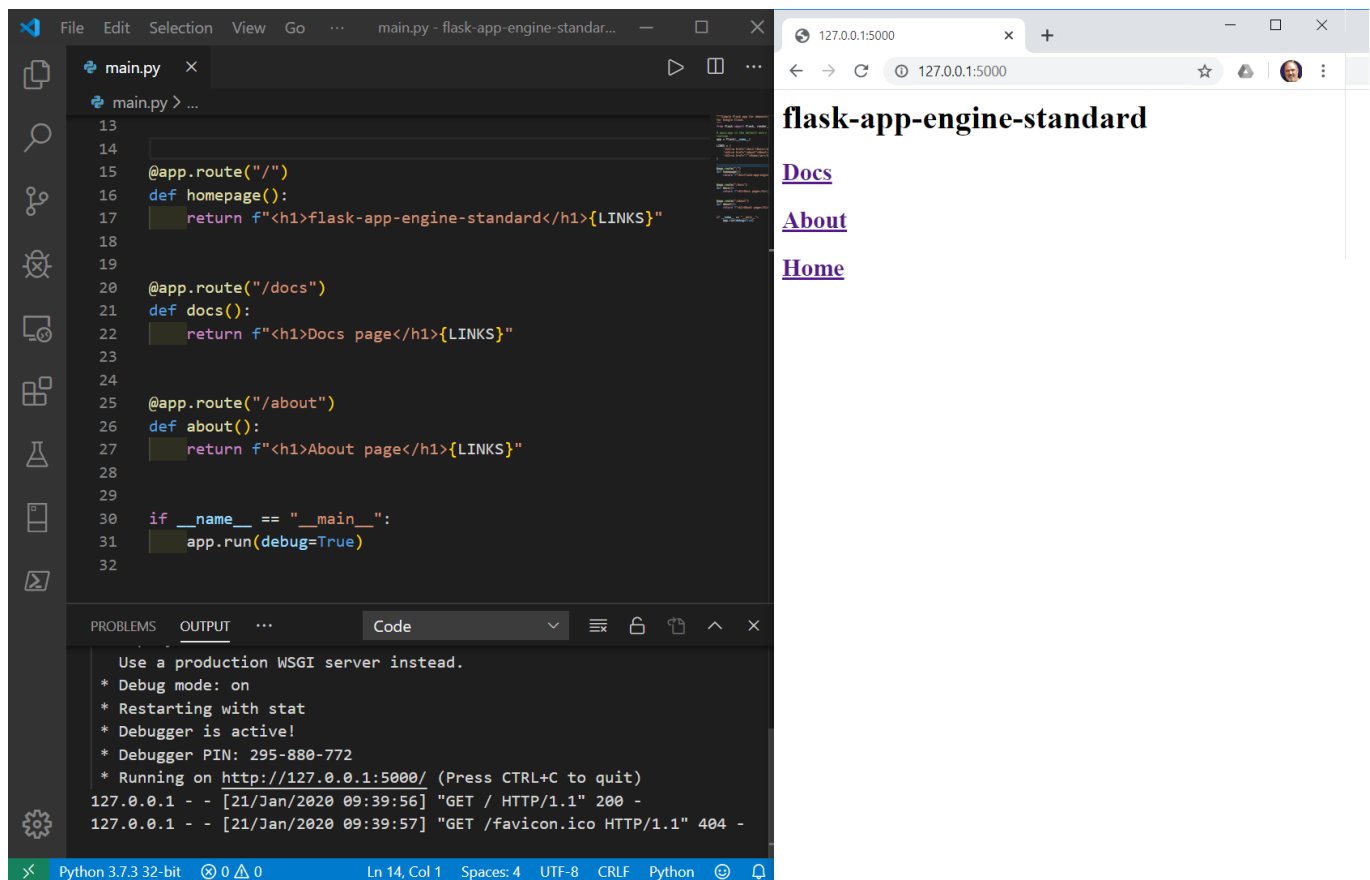 File Edit Selection View Go ··· main.py - flask-app-engine-standar...
main.py
main.py > ...
13
14
15 @app.route("/")
16 def homepage():
17     return f"<h1>flask-app-engine-standard</h1>{LINKS}"
18
19
20 @app.route("/docs")
21 def docs():
22     return f"<h1>Docs page</h1>{LINKS}"
23
24
25 @app.route("/about")
26 def about():
27     return f"<h1>About page</h1>{LINKS}"
28
29
30 if __name__ == "__main__":
31     app.run(debug=True)
32
PROBLEMS OUTPUT ··· Code
Use a production WSGI server instead.
* Debug mode: on
* Restarting with stat
* Debugger is active!
* Debugger PIN: 295-880-772
* Running on http://127.0.0.1:5000/ (Press CTRL+C to quit)
127.0.0.1 - - [21/Jan/2020 09:39:56] "GET / HTTP/1.1" 200 -
127.0.0.1 - - [21/Jan/2020 09:39:57] "GET /favicon.ico HTTP/1.1" 404 -
Python 3.7.3 32-bit 0 0 Ln 14, Col 1 Spaces: 4 UTF-8 CRLF Python
127.0.0.1:5000
127.0.0.1:5000
flask-app-engine-standard
Docs
About
Home